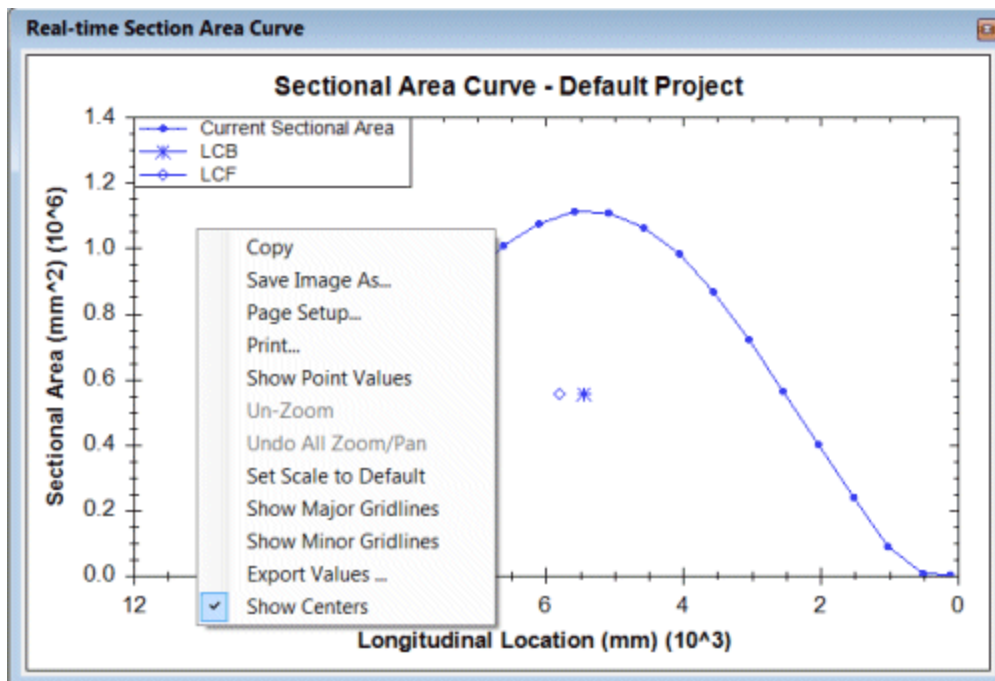 Real-time Section Area Curve
Sectional Area Curve - Default Project
Current Sectional Area
LCB
LCF
Sectional Area (mm^2) (10^6)
1.4
1.2
1.0
0.8
0.6
0.4
0.2
0.0
Copy
Save Image As...
Page Setup...
Print...
Show Point Values
Un-Zoom
Undo All Zoom/Pan
Set Scale to Default
Show Major Gridlines
Show Minor Gridlines
Export Values ...
Show Centers
12 6 4 2 0
Longitudinal Location (mm) (10^3)